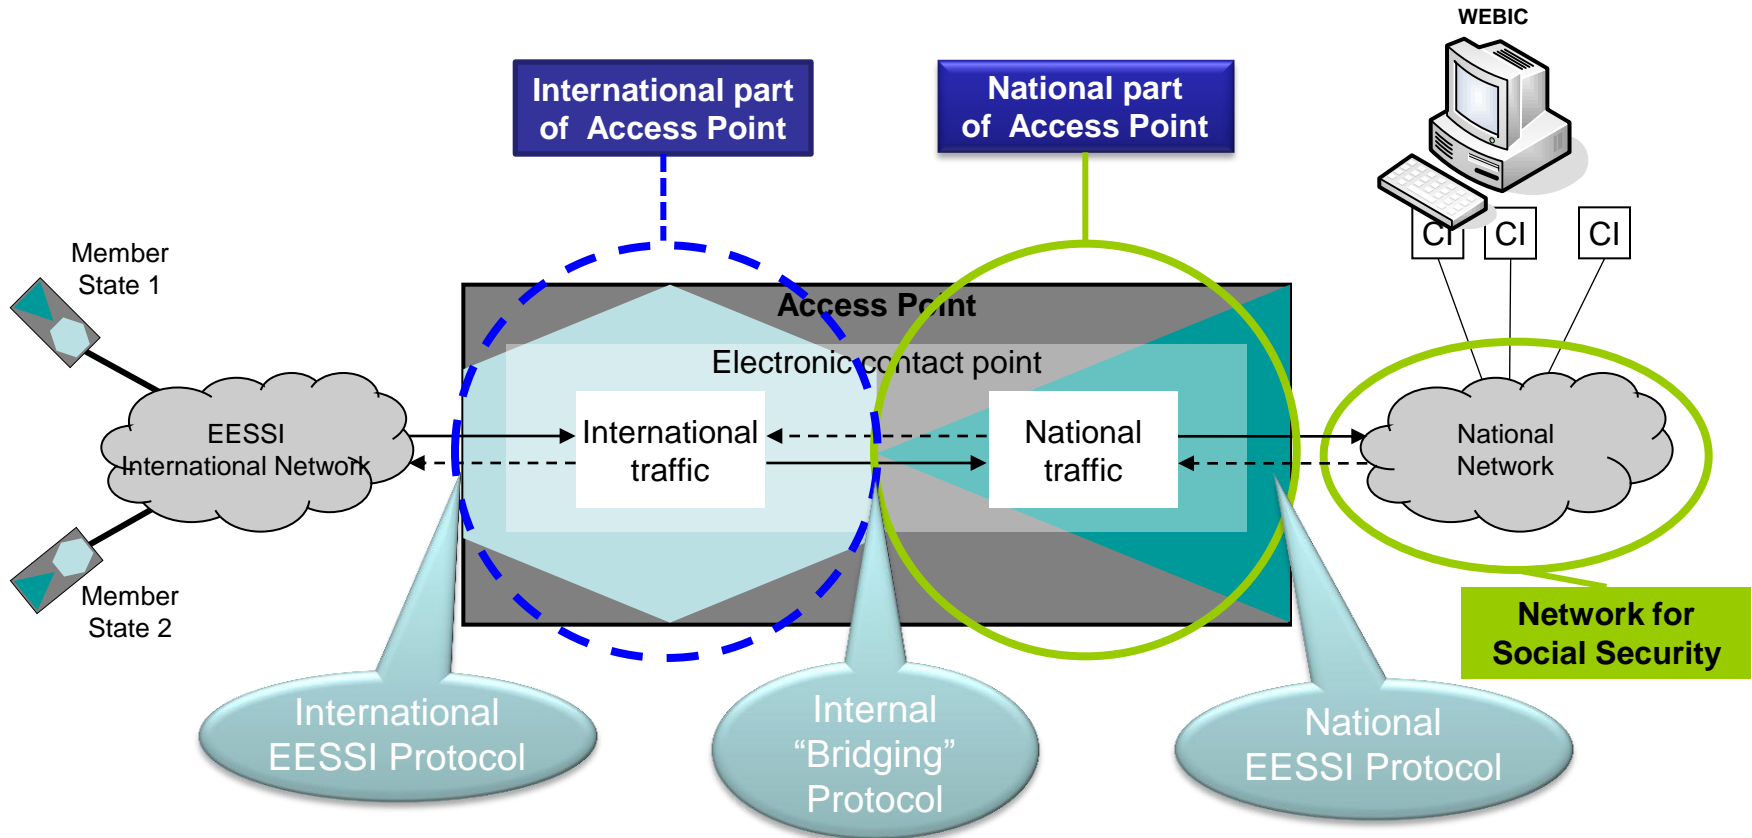 WEBIC
International part
of Access Point
National part
of Access Point
CI
CI
CI
Member
State 1
Access Point
Electronic contact point
EESSI
International Network
International
traffic
National
traffic
National
Network
Member
State 2
Network for
Social Security
International
EESSI Protocol
Internal
“Bridging”
Protocol
National
EESSI Protocol